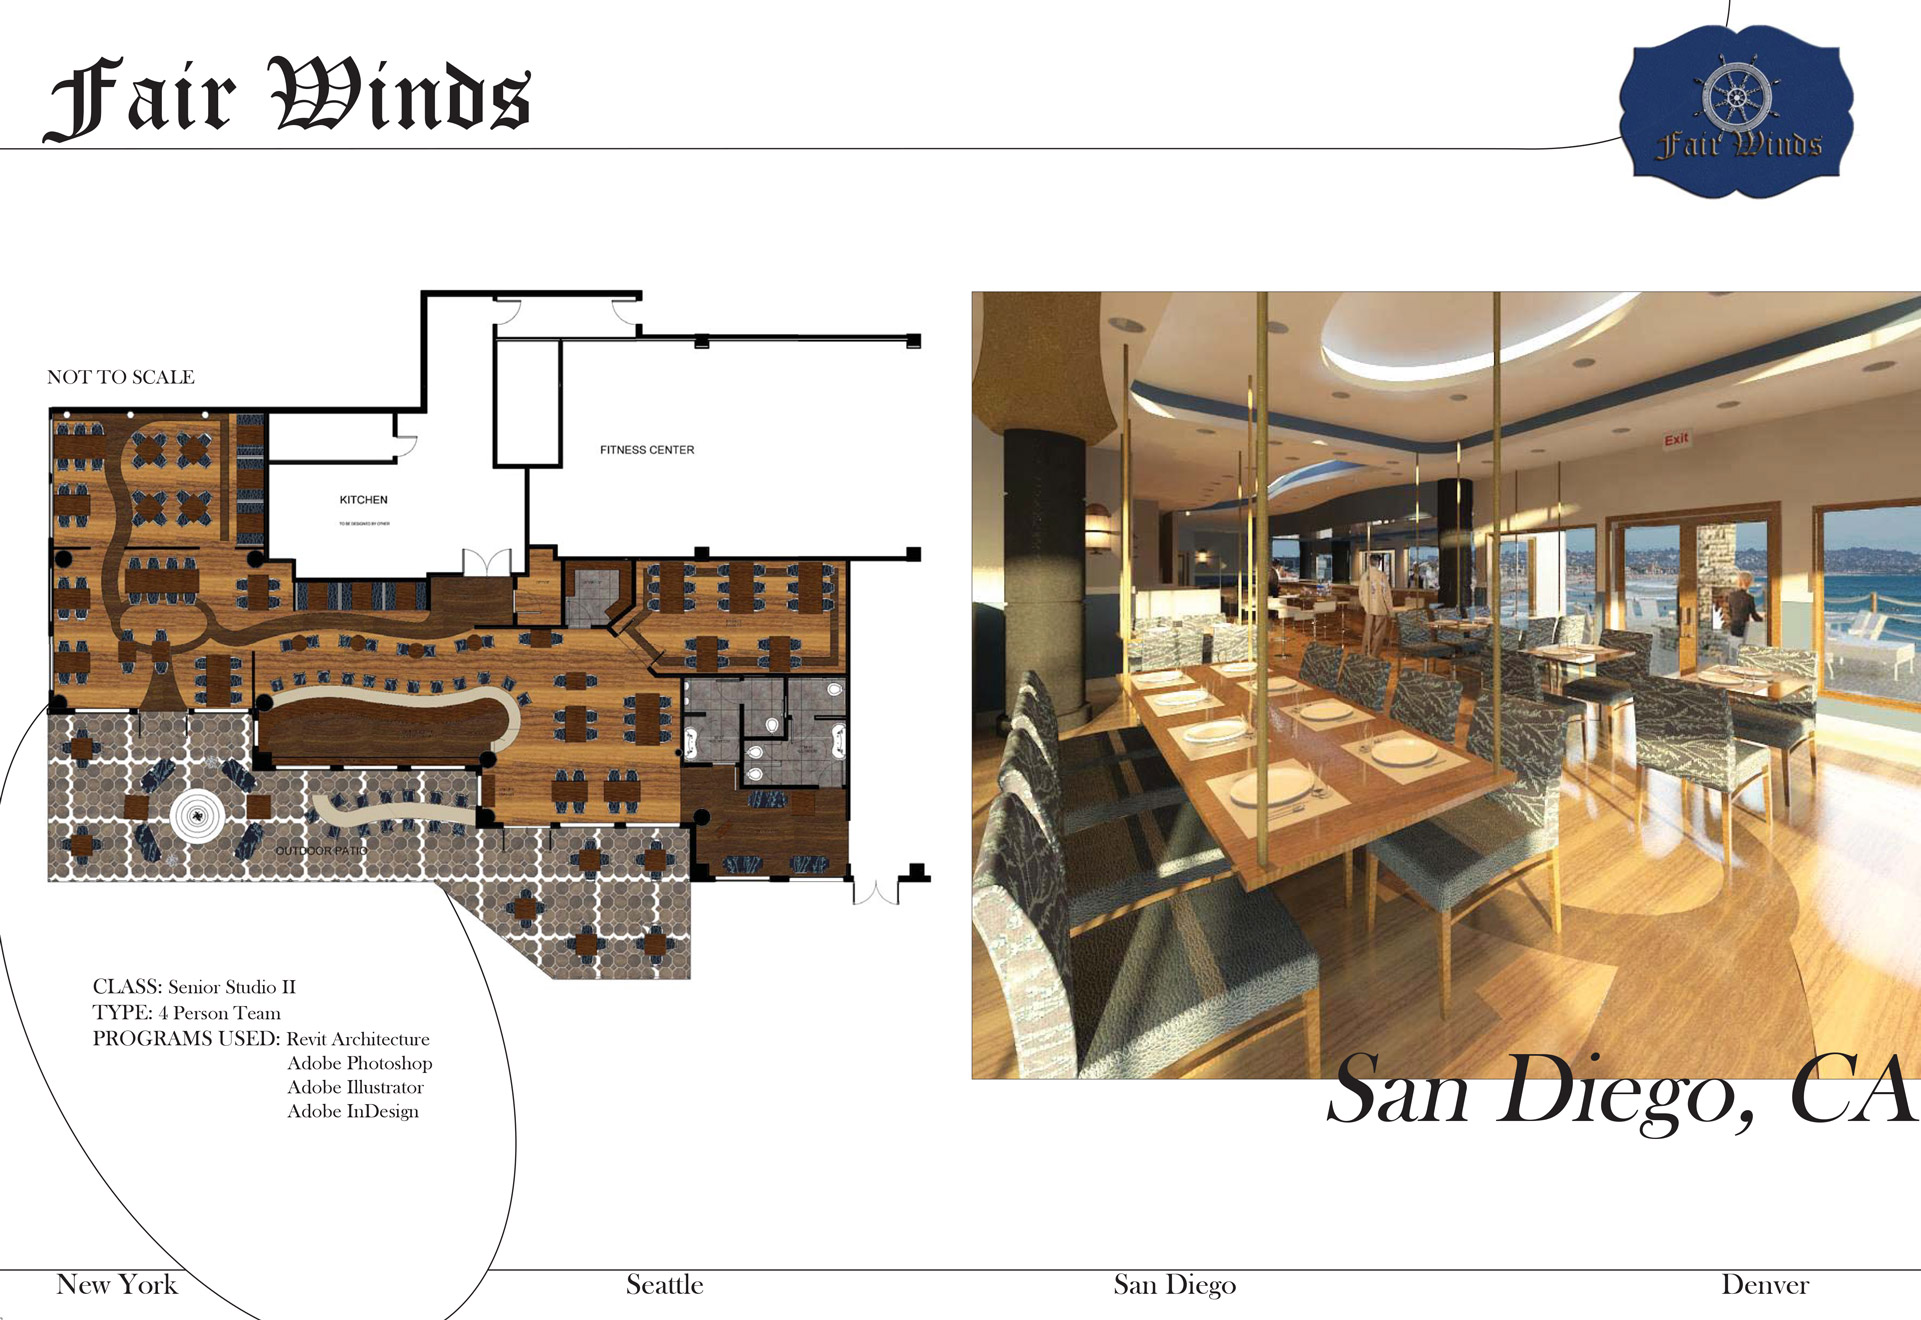 Fair Winds
Fair Winds
NOT TO SCALE
FITNESS CENTER
KITCHEN
TO BE DESIGNED BY OTHER
Exit
OUTDOOR PATIO
CLASS: Senior Studio II
TYPE: 4 Person Team
PROGRAMS USED: Revit Architecture
Adobe Photoshop
Adobe Illustrator
Adobe InDesign
San Diego, CA
New York
Seattle
San Diego
Denver